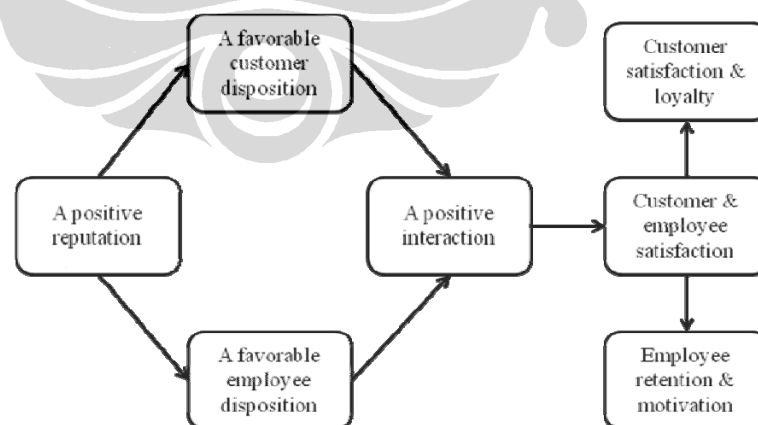 A favorable
customer
disposition
Customer
satisfaction &
loyalty
A positive
reputation
A positive
interaction
Customer &
employee
satisfaction
A favorable
employee
disposition
Employee
retention &
motivation